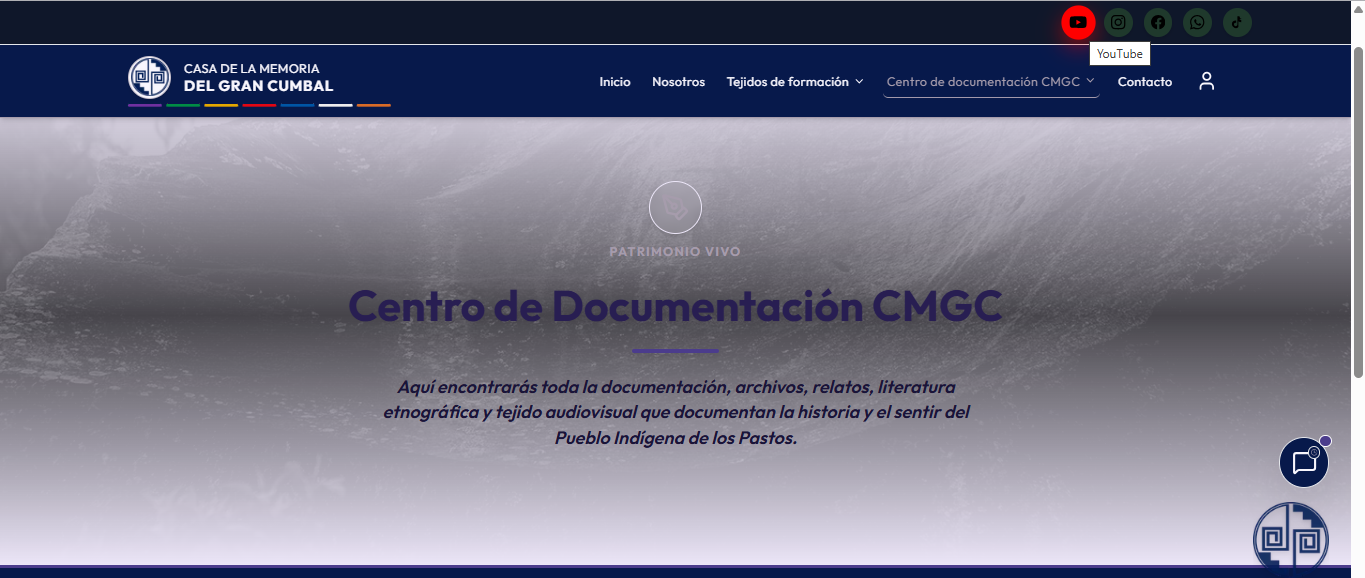 YouTube
CASA DE LA MEMORIA
DEL GRAN CUMBAL
Inicio
Nosotros
Tejidos de formación
Centro de documentación CMGC
Contacto
PATRIMONIO VIVO
Centro de Documentación CMGC
Aquí encontrarás toda la documentación, archivos, relatos, literatura
etnográfica y tejido audiovisual que documentan la historia y el sentir del
Pueblo Indígena de los Pastos.